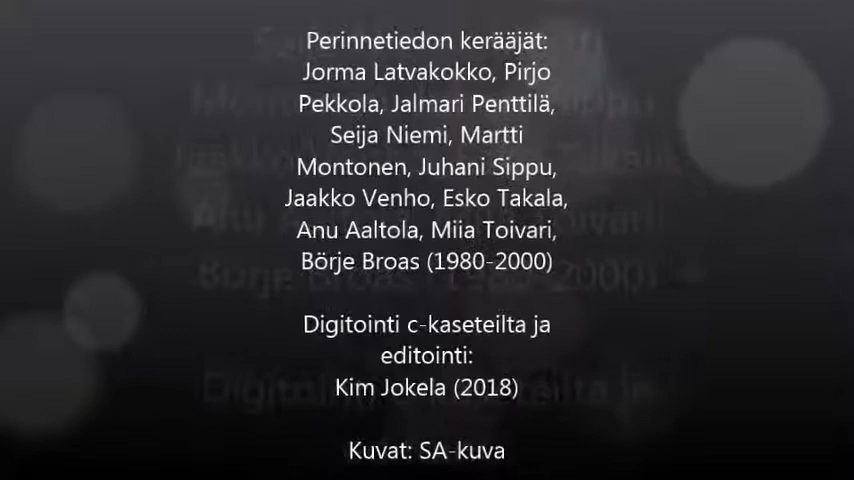 Perinnetiedon kerääjät:
Jorma Latvakokko, Pirjo
Pekkola, Jalmari Penttilä,
Seija Niemi, Martti
Montonen, Juhani Sippu,
Jaakko Venho, Esko Takala,
Anu Aaltola, Miia Toivari,
Börje Broas (1980-2000)
Digitointi c-kaseteilta ja
editointi:
Kim Jokela (2018)
Kuvat: SA-kuva